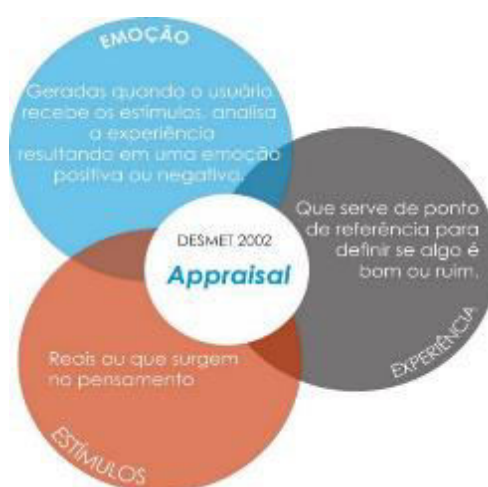 EMOÇÃO
Geradas quando o usuário
recebe os estímulos, analisa
a experiência
resultando em uma emoção
positiva ou negativa.
Que serve de ponto
de referência para
definir se algo é
bom ou ruim.
EXPERIÊNCIA
DESMET 2002
Appraisal
Reais ou que surgem
no pensamento
ESTÍMULOS